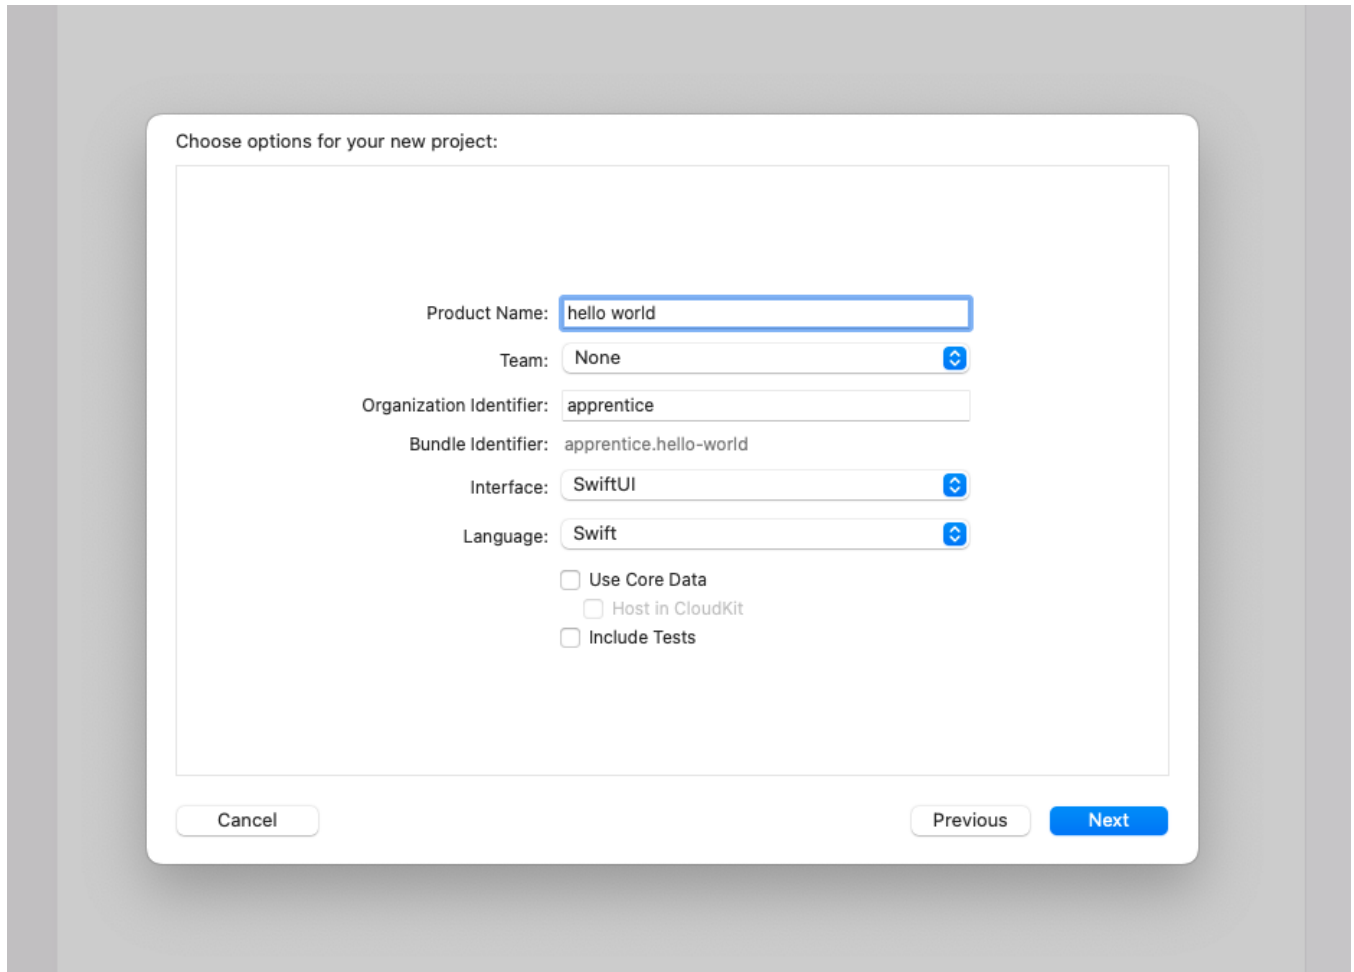 Choose options for your new project:
Product Name: hello world
Team: None
Organization Identifier: apprentice
Bundle Identifier: apprentice.hello-world
Interface: SwiftUI
Language: Swift
Use Core Data
Host in CloudKit
Include Tests
Cancel Previous Next